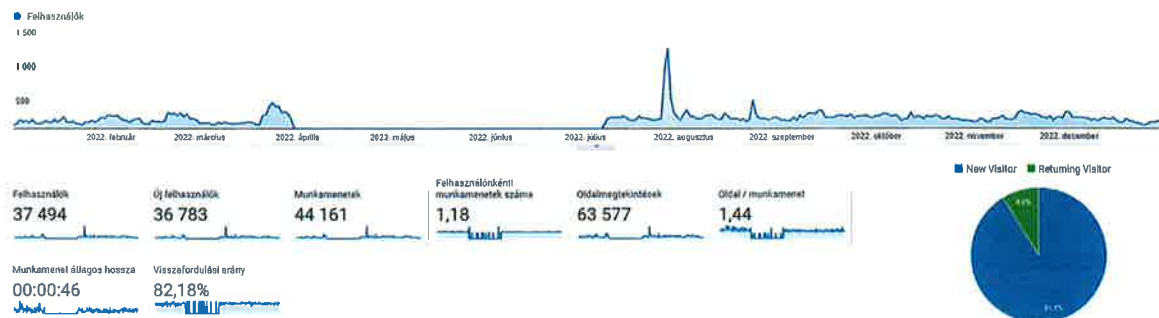 Felhasználók
1 500
1 000
500
2022. február
2022. március
2022. április
2022. május
2022. június
2022. július
2022. augusztus
2022. szeptember
2022. október
2022. november
2022. december
New Visitor
Returning Visitor
Felhasználók
37 494
Új felhasználók
36 783
Munkamenetek
44 161
Felhasználónkénti
munkamenetek száma
1,18
Oldalmegtekintések
63 577
Oldal / munkamenet
1,44
Munkamenet átlagos hossza
00:00:46
Visszafordulási arány
82,18%